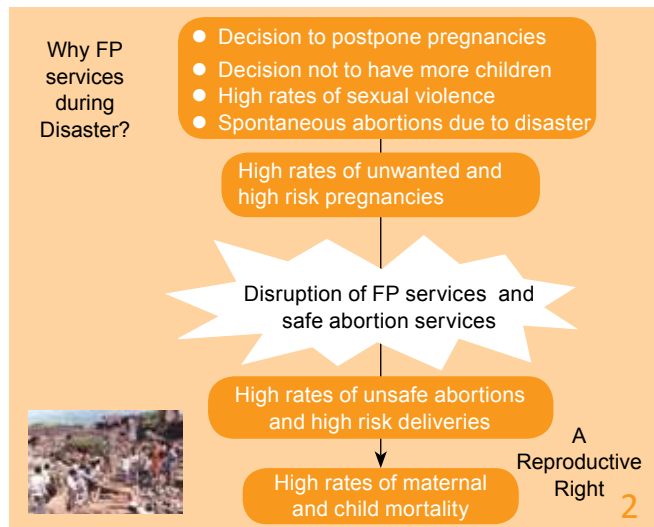 Why FP
services
during
Disaster?
● Decision to postpone pregnancies
● Decision not to have more children
● High rates of sexual violence
● Spontaneous abortions due to disaster
High rates of unwanted and
high risk pregnancies
Disruption of FP services and
safe abortion services
High rates of unsafe abortions
and high risk deliveries
High rates of maternal
and child mortality
A
Reproductive
Right
2